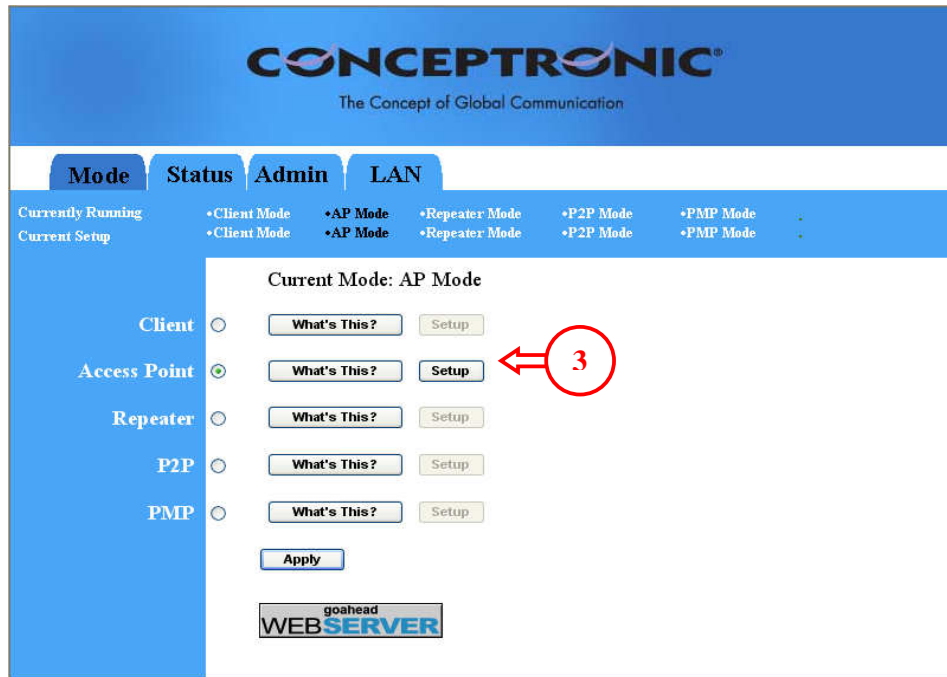 CONCEPTRONIC®
The Concept of Global Communication
Mode Status Admin LAN
Currently Running •Client Mode •AP Mode •Repeater Mode •P2P Mode •PMP Mode
Current Setup •Client Mode •AP Mode •Repeater Mode •P2P Mode •PMP Mode
Current Mode: AP Mode
Client What's This? Setup
Access Point What's This? Setup 3
Repeater What's This? Setup
P2P What's This? Setup
PMP What's This? Setup
Apply
goahead
WEBSERVER